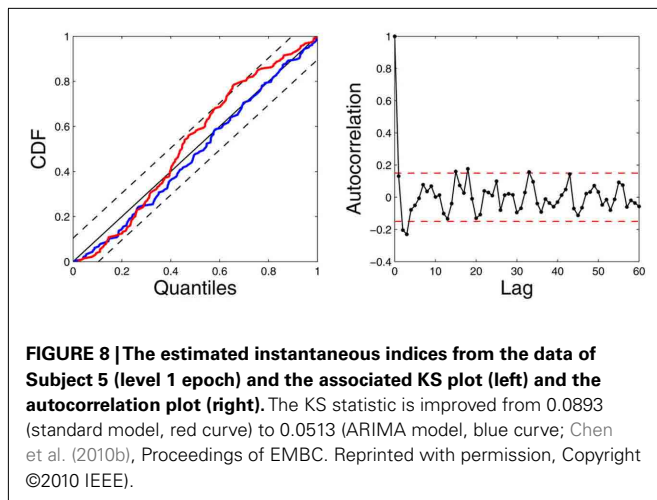 1
0.8
0.6
0.4
0.2
0
0 0.2 0.4 0.6 0.8 1
CDF
Quantiles
1
0.8
0.6
0.4
0.2
0
−0.2
−0.4
0 10 20 30 40 50 60
Autocorrelation
Lag
FIGURE 8 | The estimated instantaneous indices from the data of
Subject 5 (level 1 epoch) and the associated KS plot (left) and the
autocorrelation plot (right). The KS statistic is improved from 0.0893
(standard model, red curve) to 0.0513 (ARIMA model, blue curve; Chen
et al. (2010b), Proceedings of EMBC. Reprinted with permission, Copyright
©2010 IEEE).